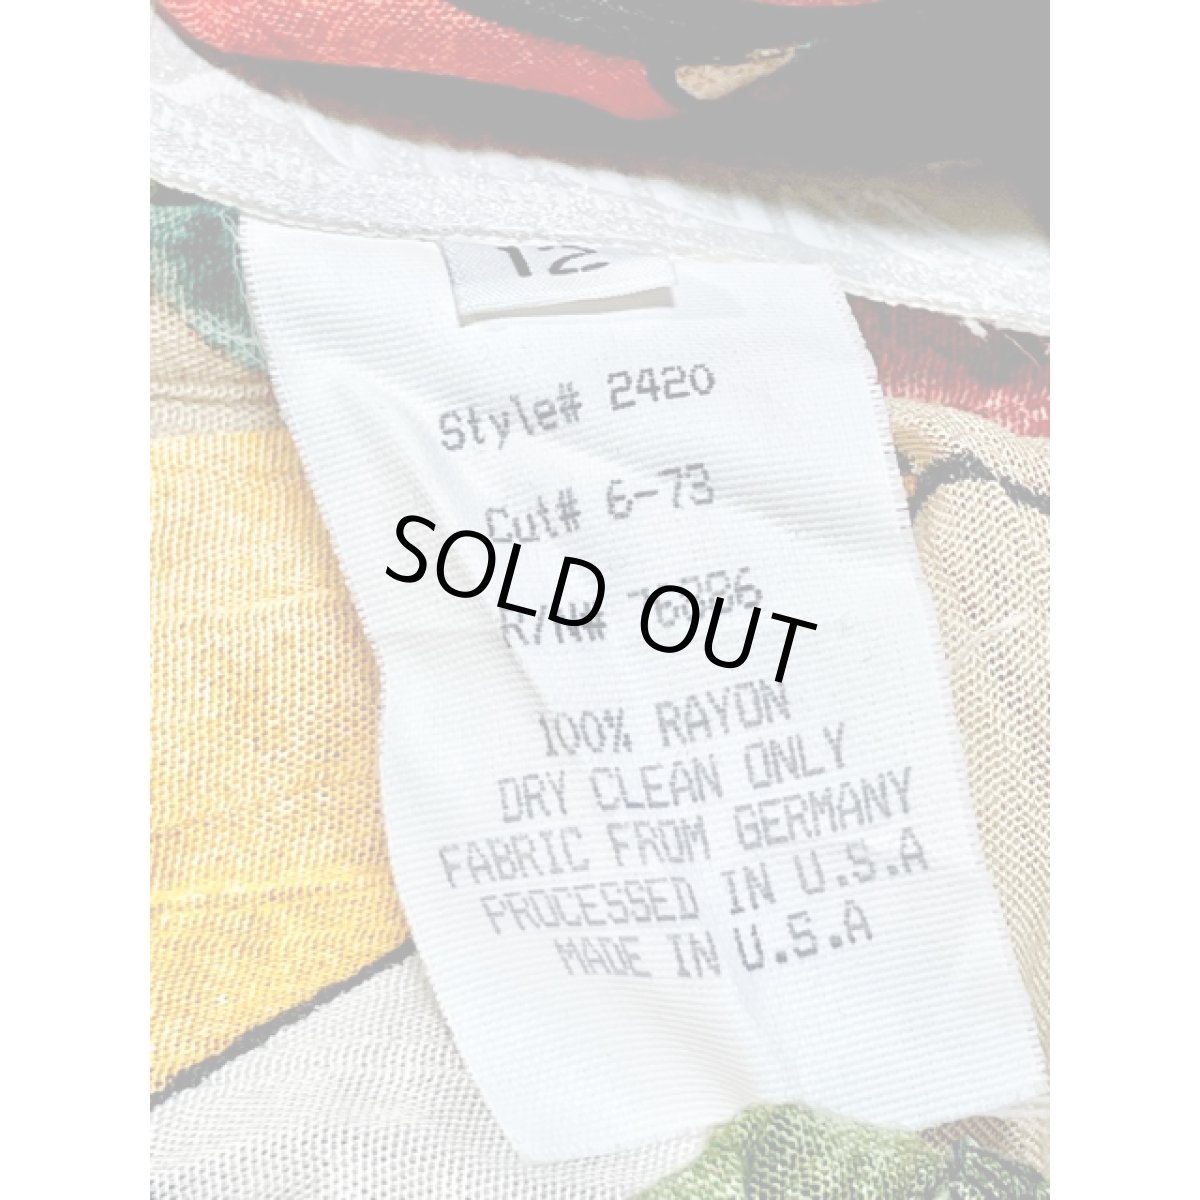 12
Style# 2420
Cut# 6-73
R/N#
SOLD OUT
100% RAYON
DRY CLEAN ONLY
FABRIC FROM GERMANY
PROCESSED IN U.S.A
MADE IN U.S.A